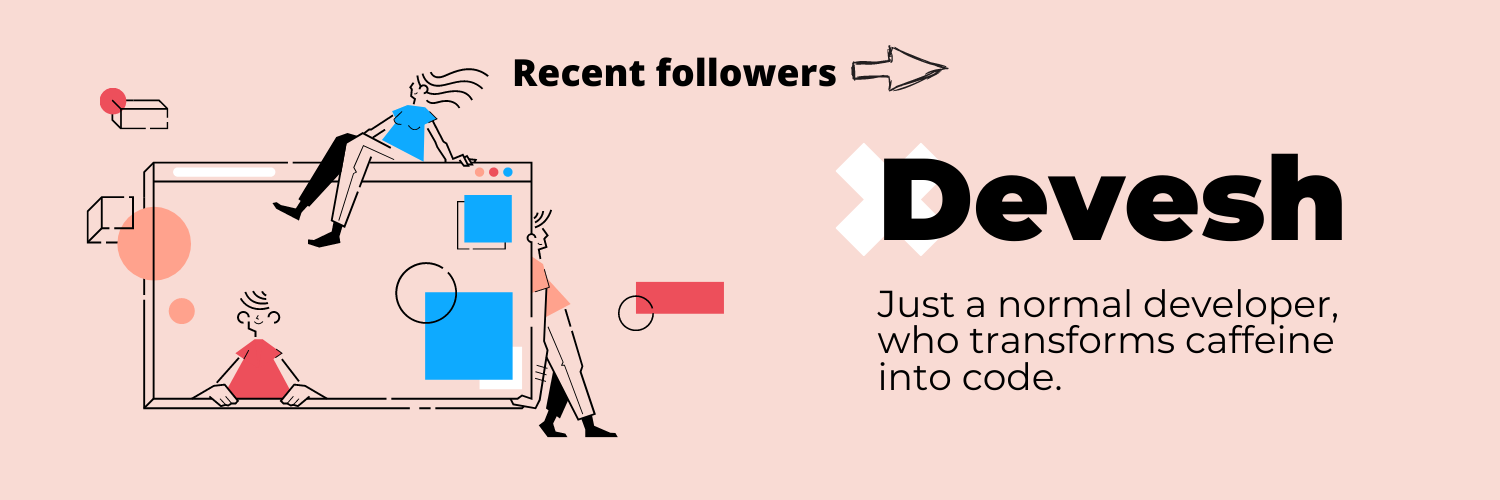 Recent followers
Devesh
Just a normal developer,
who transforms caffeine
into code.